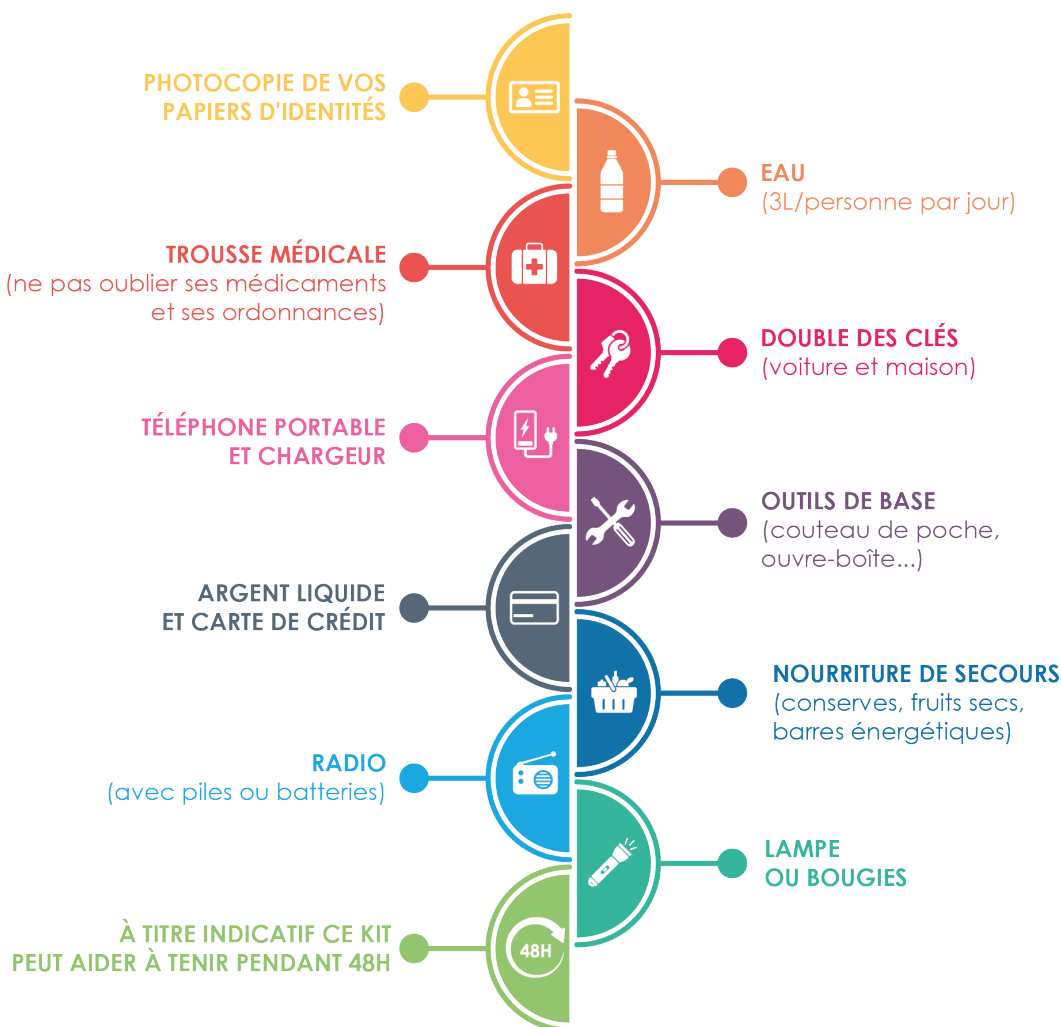 PHOTOCOPIE DE VOS
PAPIERS D'IDENTITÉS
EAU
(3L/personne par jour)
TROUSSE MÉDICALE
(ne pas oublier ses médicaments
et ses ordonnances)
DOUBLE DES CLÉS
(voiture et maison)
TÉLÉPHONE PORTABLE
ET CHARGEUR
OUTILS DE BASE
(couteau de poche,
ouvre-boîte...)
ARGENT LIQUIDE
ET CARTE DE CRÉDIT
NOURRITURE DE SECOURS
(conserves, fruits secs,
barres énergétiques)
RADIO
(avec piles ou batteries)
LAMPE
OU BOUGIES
À TITRE INDICATIF CE KIT
PEUT AIDER À TENIR PENDANT 48H
48H